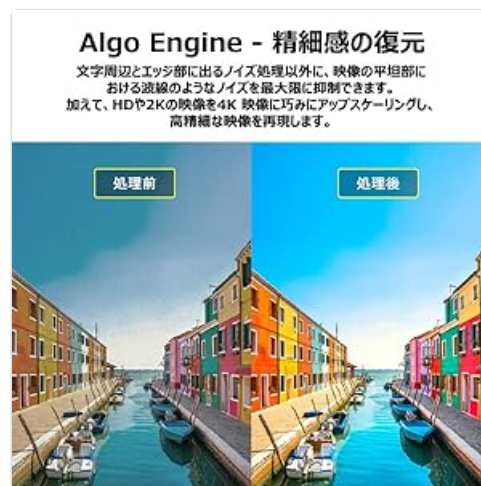 Algo Engine - 精細感の復元
文字周辺とエッジ部に出るノイズ処理以外に、映像の平坦部に
おける波線のようなノイズを最大限に抑制できます。
加えて、HDや2Kの映像を4K 映像に巧みにアップスケーリングし、
高精細な映像を再現します。
処理前
処理後